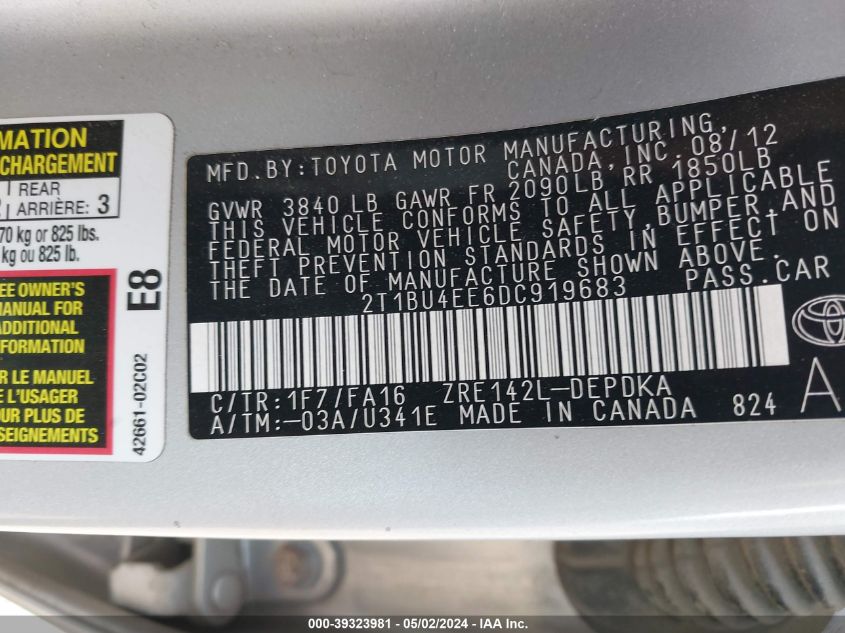 MATION
CHARGEMENT
REAR
ARRIÈRE: 3
70 kg or 825 lbs.
kg ou 825 lb.
EE OWNER'S
MANUAL FOR
ADDITIONAL
FORMATION
R LE MANUEL
L'USAGER
UR PLUS DE
SEIGNEMENTS
E8
42661-02C02
MFD.BY:TOYOTA MOTOR MANUFACTURING,
CANADA,INC. 08/12
GVWR 3840 LB GAWR FR 2090LB RR 1850LB
THIS VEHICLE CONFORMS TO ALL APPLICABLE
FEDERAL MOTOR VEHICLE SAFETY,BUMPER,AND
THEFT PREVENTION STANDARDS IN EFFECT ON
THE DATE OF MANUFACTURE SHOWN ABOVE.
2T1BU4EE6DC919683 PASS.CAR
C/TR:1F7/FA16 ZRE142L-DEPDKA
A/TM:-03A/U341E MADE IN CANADA 824 A
000-39323981 - 05/02/2024 - IAA Inc.